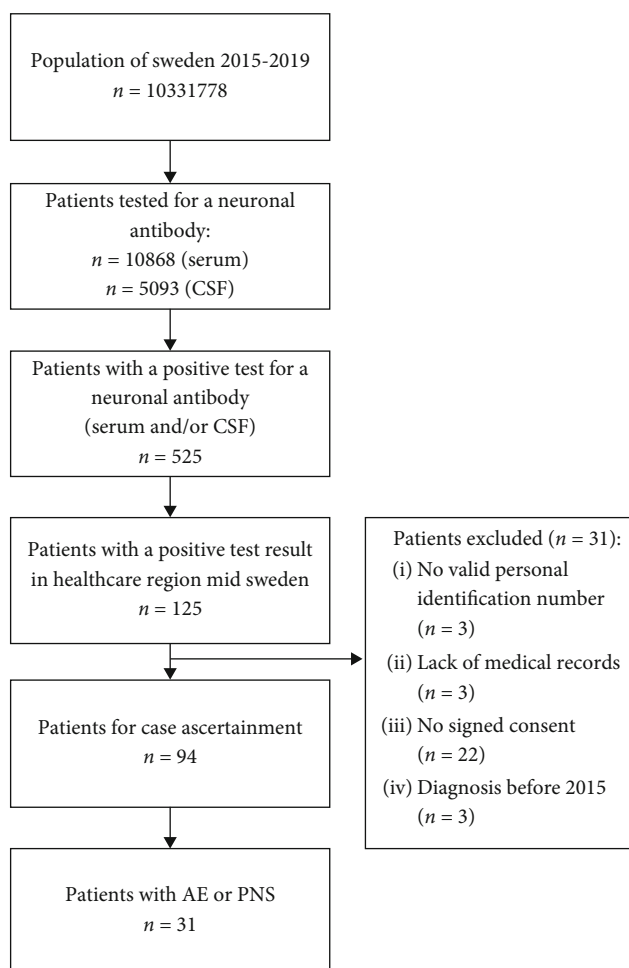 Population of sweden 2015-2019
n = 10331778
Patients tested for a neuronal
antibody:
n = 10868 (serum)
n = 5093 (CSF)
Patients with a positive test for a
neuronal antibody
(serum and/or CSF)
n = 525
Patients with a positive test result
in healthcare region mid sweden
n = 125
Patients excluded (n = 31):
(i) No valid personal
identification number
(n = 3)
(ii) Lack of medical records
(n = 3)
(iii) No signed consent
(n = 22)
(iv) Diagnosis before 2015
(n = 3)
Patients for case ascertainment
n = 94
Patients with AE or PNS
n = 31